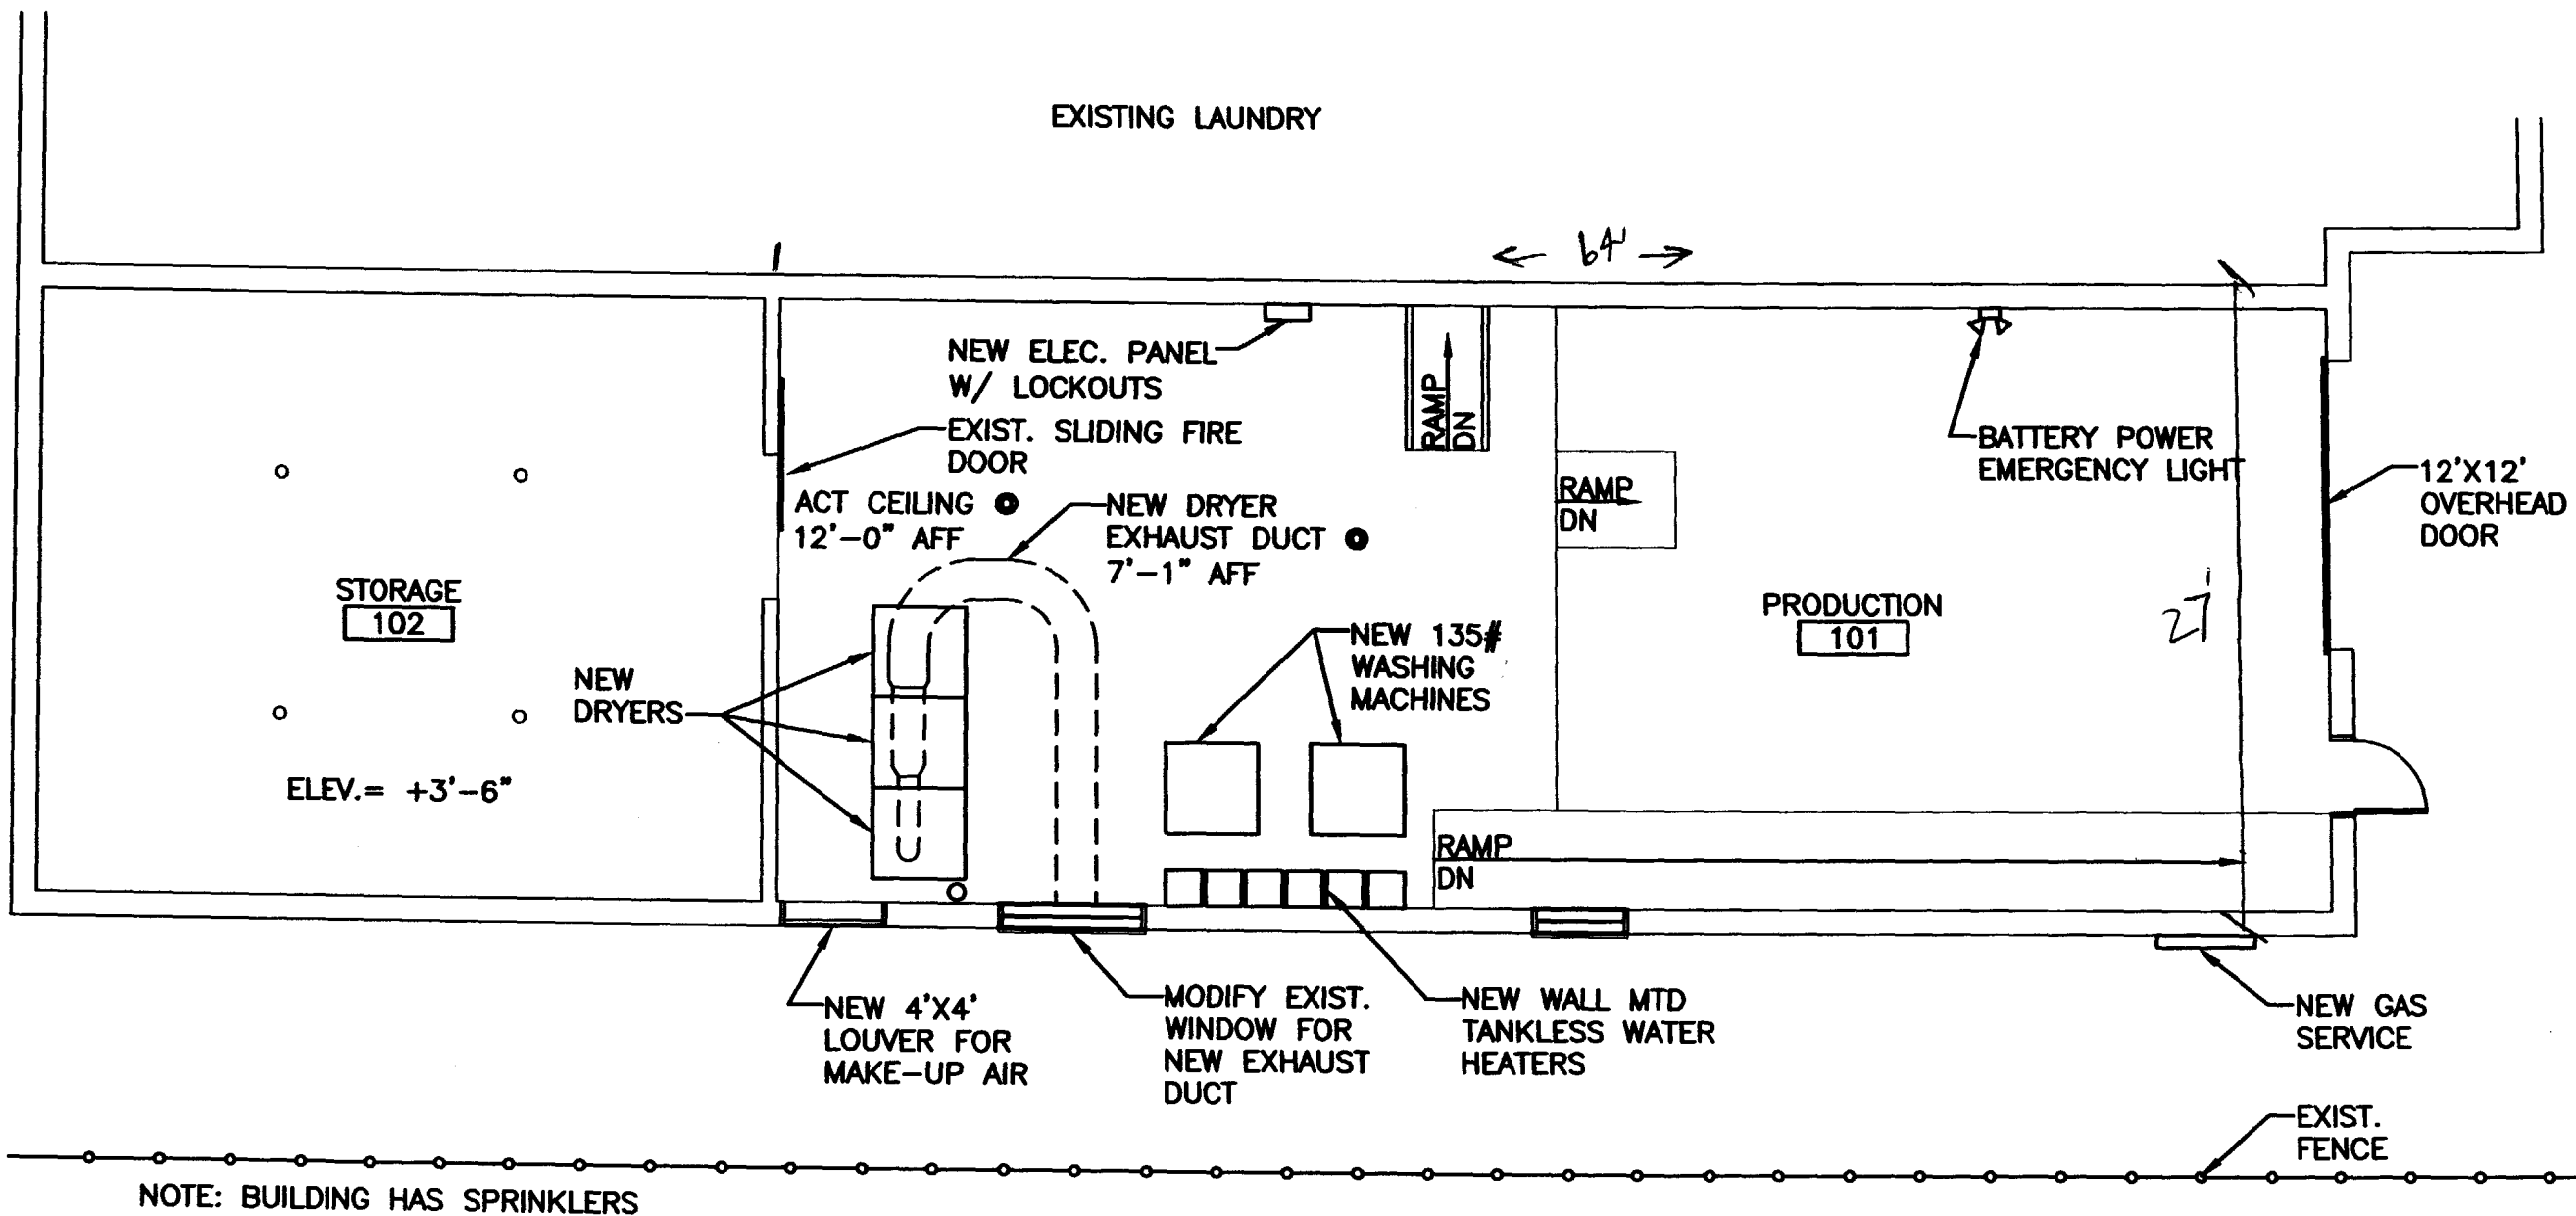 EXISTING LAUNDRY
64'
NEW ELEC. PANEL
W/ LOCKOUTS
EXIST. SLIDING FIRE
DOOR
ACT CEILING
12'-0" AFF
NEW DRYER
EXHAUST DUCT
7'-1" AFF
RAMP
DN
RAMP
DN
BATTERY POWER
EMERGENCY LIGHT
12'X12'
OVERHEAD
DOOR
STORAGE
102
PRODUCTION
101
27'
NEW
DRYERS
NEW 135#
WASHING
MACHINES
ELEV.= +3'-6"
RAMP
DN
NEW 4'X4'
LOUVER FOR
MAKE-UP AIR
MODIFY EXIST.
WINDOW FOR
NEW EXHAUST
DUCT
NEW WALL MTD
TANKLESS WATER
HEATERS
NEW GAS
SERVICE
EXIST.
FENCE
NOTE: BUILDING HAS SPRINKLERS